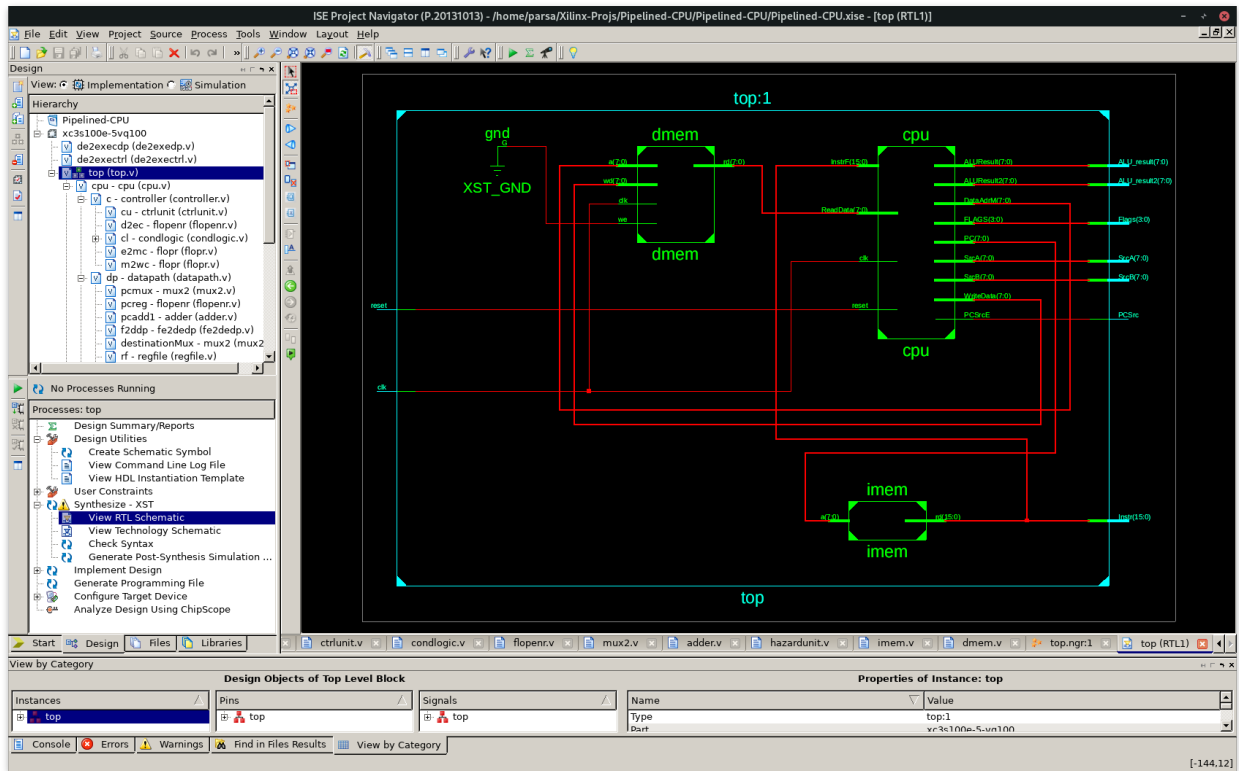 ISE Project Navigator (P.20131013) - /home/parsa/Xilinx-Projs/Pipelined-CPU/Pipelined-CPU/Pipelined-CPU.xise - [top (RTL1)]
File Edit View Project Source Process Tools Window Layout Help
Design
View: Implementation Simulation
Hierarchy
Pipelined-CPU
xc3s100e-5vq100
de2execdp (de2exedp.v)
de2exectrl (de2exectrl.v)
top (top.v)
cpu - cpu (cpu.v)
c - controller (controller.v)
cu - ctrlunit (ctrlunit.v)
d2ec - flopenr (flopenr.v)
cl - condlogic (condlogic.v)
e2mc - flopr (flopr.v)
m2wc - flopr (flopr.v)
dp - datapath (datapath.v)
pcmux - mux2 (mux2.v)
pcreg - flopenr (flopenr.v)
pcadd1 - adder (adder.v)
f2ddp - fe2dedp (fe2dedp.v)
destinationMux - mux2 (mux2
rf - regfile (regfile.v)
No Processes Running
Processes: top
Design Summary/Reports
Design Utilities
Create Schematic Symbol
View Command Line Log File
View HDL Instantiation Template
User Constraints
Synthesize - XST
View RTL Schematic
View Technology Schematic
Check Syntax
Generate Post-Synthesis Simulation ...
Implement Design
Generate Programming File
Configure Target Device
Analyze Design Using ChipScope
Start Design Files Libraries
top:1
gnd
G
XST_GND
dmem
a(7:0) rd(7:0)
wd(7:0)
clk
we
dmem
cpu
InstrF(15:0) ALUResult(7:0) ALU_result(7:0)
ALUResult2(7:0) ALU_result2(7:0)
DataAdrM(7:0)
ReadData(7:0)
FLAGS(3:0) Flags(3:0)
PC(7:0)
clk SrcA(7:0) SrcA(7:0)
SrcB(7:0) SrcB(7:0)
WriteData(7:0)
reset reset
PCSrcE PCSrc
cpu
clk
imem
a(7:0) rd(15:0) Instr(15:0)
imem
top
ctrlunit.v condlogic.v flopenr.v mux2.v adder.v hazardunit.v imem.v dmem.v top.ngr:1 top (RTL1)
View by Category
Design Objects of Top Level Block Properties of Instance: top
Instances Pins Signals Name Value
top top top Type top:1
Part xc3s100e-5-vq100
Console Errors Warnings Find in Files Results View by Category
[-144,12]